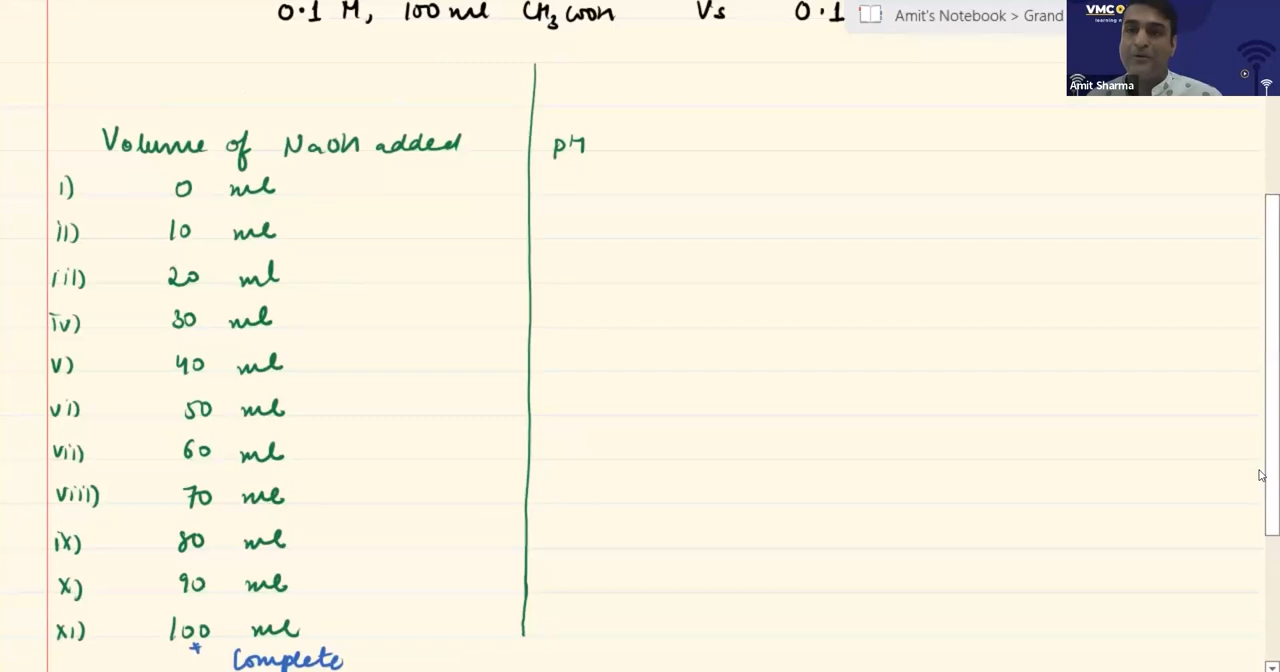 0.1 M, 100 ml CH3COOH Vs 0.1
Amit's Notebook > Grand
VMC
learning
Amit Sharma
Volume of NaOH added pH
i) 0 ml
ii) 10 ml
iii) 20 ml
iv) 30 ml
v) 40 ml
vi) 50 ml
vii) 60 ml
viii) 70 ml
ix) 80 ml
x) 90 ml
xi) 100 ml
* Complete